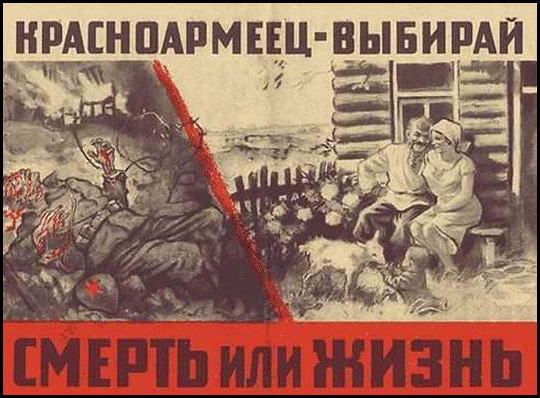 КРАСНОАРМЕЕЦ-ВЫБИРАЙ
СМЕРТЬ ИЛИ ЖИЗНЬ